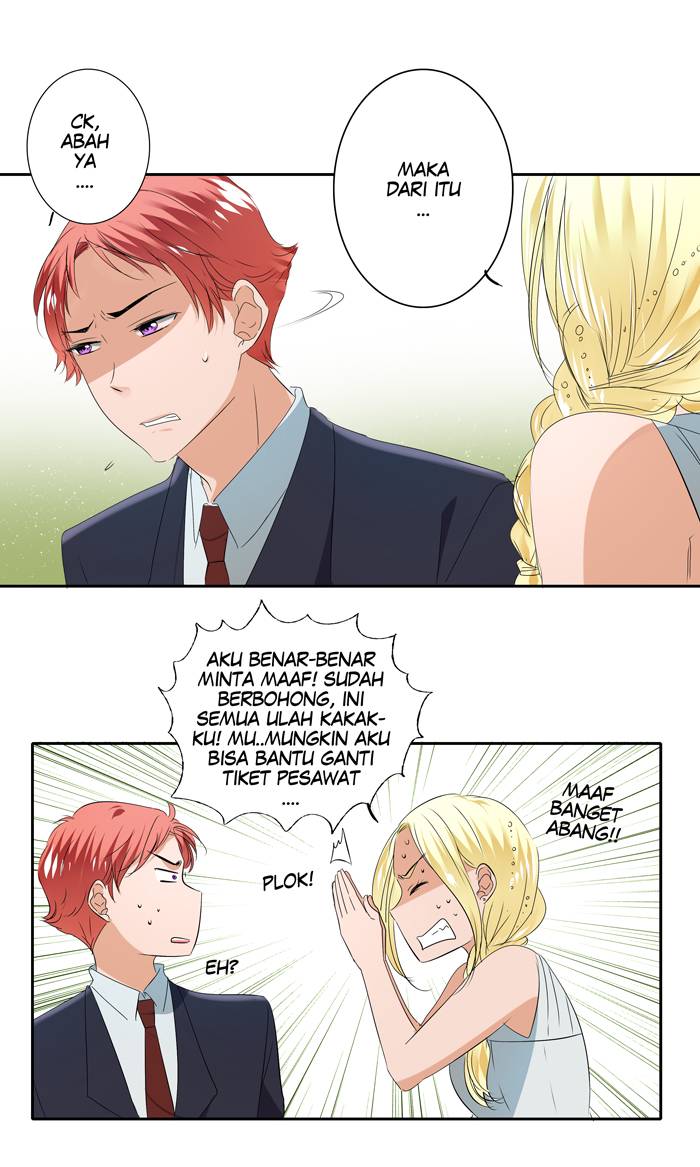 CK,
ABAH
YA
....
MAKA
DARI ITU
...
AKU BENAR-BENAR
MINTA MAAF! SUDAH
BERBOHONG, INI
SEMUA ULAH KAKAK-
KU! MU..MUNGKIN AKU
BISA BANTU GANTI
TIKET PESAWAT
....
MAAF
BANGET
ABANG!!
PLOK!
EH?